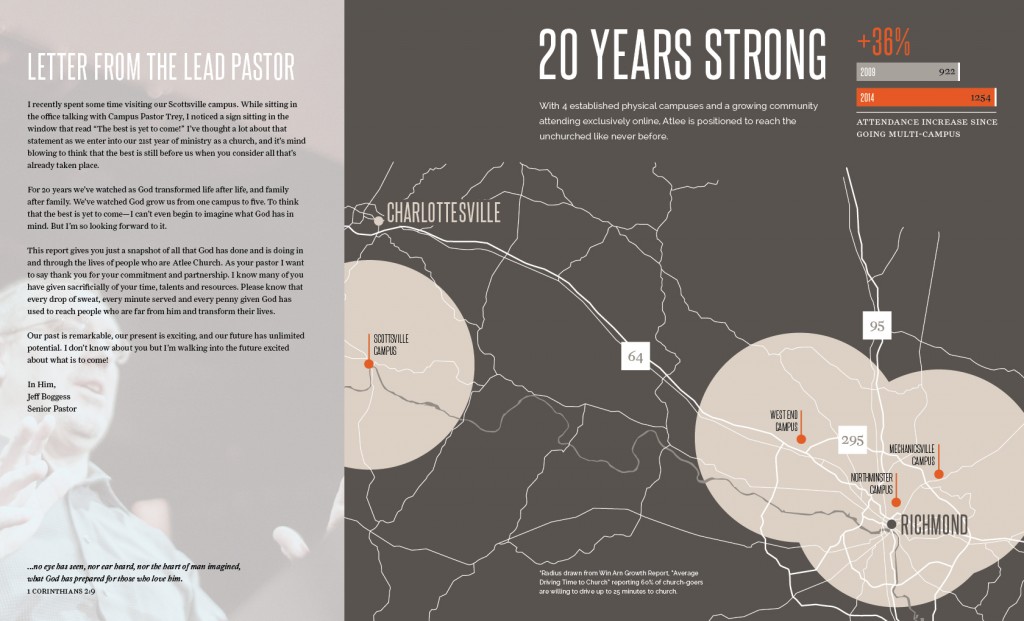 LETTER FROM THE LEAD PASTOR
I recently spent some time visiting our Scottsville campus. While sitting in
the office talking with Campus Pastor Trey, I noticed a sign sitting in the
window that read “The best is yet to come!” I’ve thought a lot about that
statement as we enter into our 21st year of ministry as a church, and it’s mind
blowing to think that the best is still before us when you consider all that’s
already taken place.
For 20 years we’ve watched as God transformed life after life, and family
after family. We’ve watched God grow us from one campus to five. To think
that the best is yet to come—I can’t even begin to imagine what God has in
mind. But I’m so looking forward to it.
This report gives you just a snapshot of all that God has done and is doing in
and through the lives of people who are Atlee Church. As your pastor I want
to say thank you for your commitment and partnership. I know many of you
have given sacrificially of your time, talents and resources. Please know that
every drop of sweat, every minute served and every penny given God has
used to reach people who are far from him and transform their lives.
Our past is remarkable, our present is exciting, and our future has unlimited
potential. I don’t know about you but I’m walking into the future excited
about what is to come!
In Him,
Jeff Boggess
Senior Pastor
...no eye has seen, nor ear heard, nor the heart of man imagined,
what God has prepared for those who love him.
1 CORINTHIANS 2:9
20 YEARS STRONG
With 4 established physical campuses and a growing community
attending exclusively online, Atlee is positioned to reach the
unchurched like never before.
+36%
2009 922
2014 1254
ATTENDANCE INCREASE SINCE
GOING MULTI-CAMPUS
CHARLOTTESVILLE
SCOTTSVILLE
CAMPUS
64
95
WEST END
CAMPUS
295
MECHANICSVILLE
CAMPUS
NORTHMINSTER
CAMPUS
RICHMOND
*Radius drawn from Win Arn Growth Report, "Average
Driving Time to Church" reporting 60% of church-goers
are willing to drive up to 25 minutes to church.